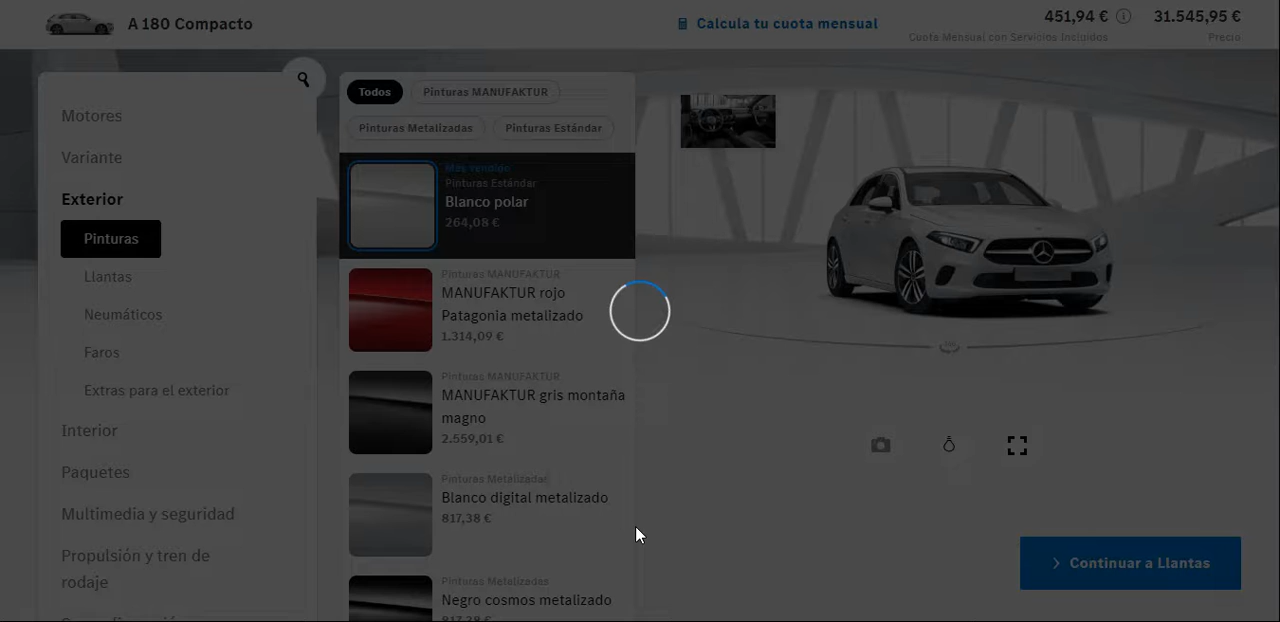 A 180 Compacto
Calcula tu cuota mensual
451,94 €
31.545,95 €
Cuota Mensual con Servicios Incluidos
Precio
Motores
Variante
Exterior
Pinturas
Llantas
Neumáticos
Faros
Extras para el exterior
Interior
Paquetes
Multimedia y seguridad
Propulsión y tren de
rodaje
Todos
Pinturas MANUFAKTUR
Pinturas Metalizadas
Pinturas Estándar
Más vendido
Pinturas Estándar
Blanco polar
264,08 €
Pinturas MANUFAKTUR
MANUFAKTUR rojo
Patagonia metalizado
1.314,09 €
Pinturas MANUFAKTUR
MANUFAKTUR gris montaña
magno
2.559,01 €
Pinturas Metalizadas
Blanco digital metalizado
817,38 €
Pinturas Metalizadas
Negro cosmos metalizado
817,38 €
Continuar a Llantas